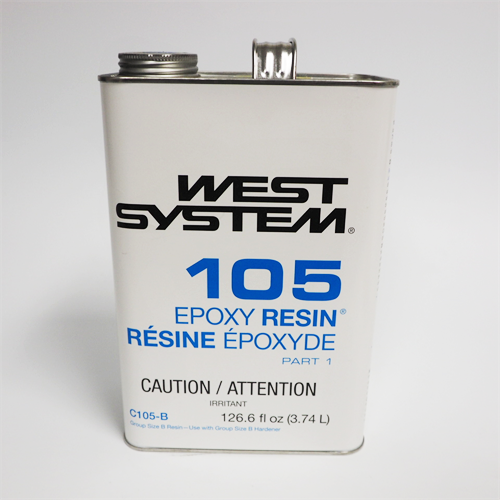 WEST
SYSTEM®
105
EPOXY RESIN®
RÉSINE ÉPOXYDE
PART 1
CAUTION / ATTENTION
IRRITANT
C105-B 126.6 fl oz (3.74 L)
Group Size B Resin – Use with Group Size B Hardener